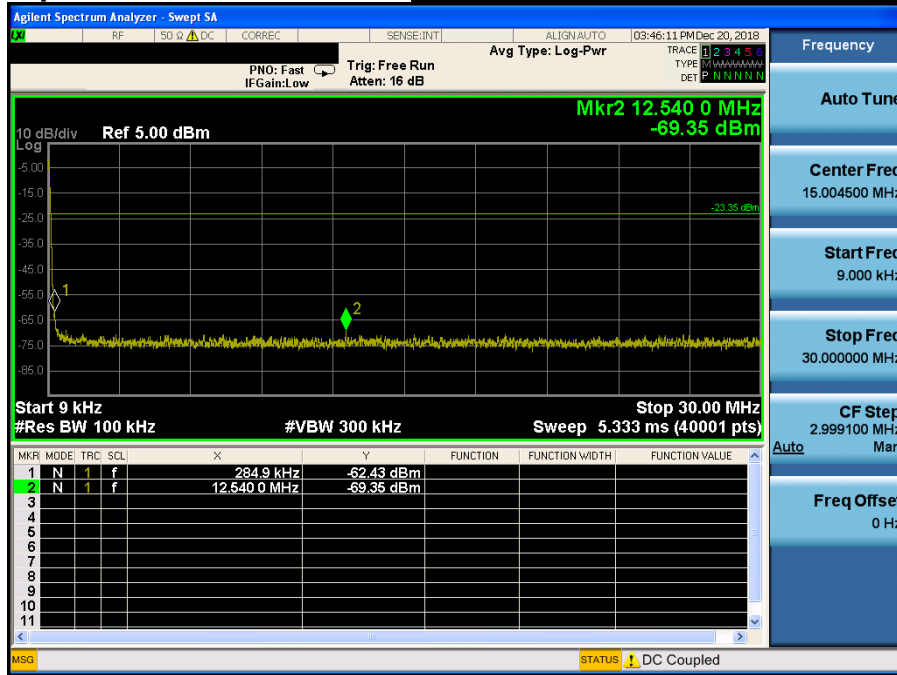 Agilent Spectrum Analyzer - Swept SA
LXI RF 50 Ω DC CORREC SENSE:INT ALIGN AUTO 03:46:11 PM Dec 20, 2018
Avg Type: Log-Pwr
TRACE 1 2 3 4 5 6
TYPE M
DET P N N N N N
PNO: Fast
IFGain:Low
Trig: Free Run
Atten: 16 dB
Mkr2 12.540 0 MHz
-69.35 dBm
10 dB/div Ref 5.00 dBm
Log
-5.00
-15.0
-25.0
-35.0
-45.0
-55.0
-65.0
-75.0
-85.0
-23.35 dBm
1
2
Start 9 kHz Stop 30.00 MHz
#Res BW 100 kHz #VBW 300 kHz Sweep 5.333 ms (40001 pts)
MKR MODE TRC SCL X Y FUNCTION FUNCTION WIDTH FUNCTION VALUE
1 N 1 f 284.9 kHz -62.43 dBm
2 N 1 f 12.540 0 MHz -69.35 dBm
3
4
5
6
7
8
9
10
11
MSG STATUS DC Coupled
Frequency
Auto Tune
Center Freq
15.004500 MHz
Start Freq
9.000 kHz
Stop Freq
30.000000 MHz
CF Step
2.999100 MHz
Auto Man
Freq Offset
0 Hz